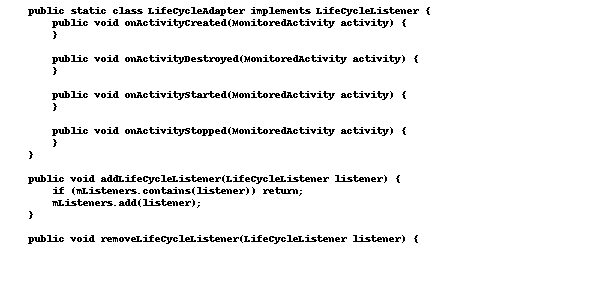 public static class LifeCycleAdapter implements LifeCycleListener {
public void onActivityCreated(MonitoredActivity activity) {
}
public void onActivityDestroyed(MonitoredActivity activity) {
}
public void onActivityStarted(MonitoredActivity activity) {
}
public void onActivityStopped(MonitoredActivity activity) {
}
}
public void addLifeCycleListener(LifeCycleListener listener) {
if (mListeners.contains(listener)) return;
mListeners.add(listener);
}
public void removeLifeCycleListener(LifeCycleListener listener) {